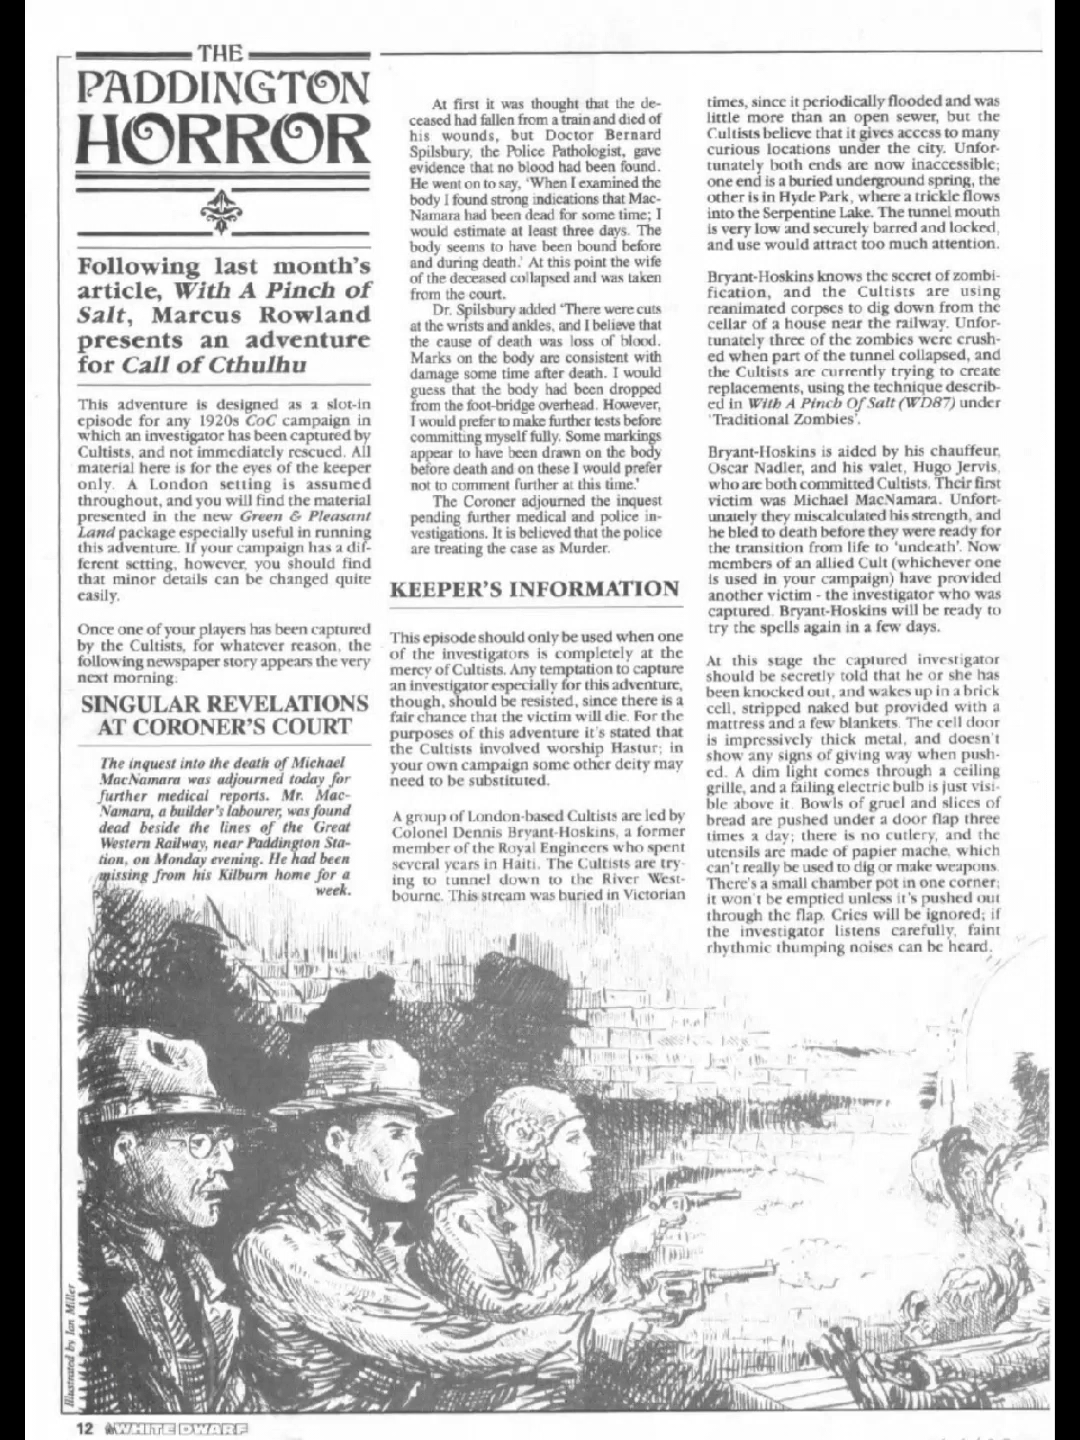 THE
PADDINGTON
HORROR
Following last month's
article, With A Pinch of
Salt, Marcus Rowland
presents an adventure
for Call of Cthulhu
This adventure is designed as a slot-in
episode for any 1920s CoC campaign in
which an investigator has been captured by
Cultists, and not immediately rescued. All
material here is for the eyes of the keeper
only. A London setting is assumed
throughout, and you will find the material
presented in the new Green & Pleasant
Land package especially useful in running
this adventure. If your campaign has a dif-
ferent setting, however, you should find
that minor details can be changed quite
easily.
Once one of your players has been captured
by the Cultists, for whatever reason, the
following newspaper story appears the very
next morning:
SINGULAR REVELATIONS
AT CORONER'S COURT
The inquest into the death of Michael
MacNamara was adjourned today for
further medical reports. Mr. Mac-
Namara, a builder's labourer, was found
dead beside the lines of the Great
Western Railway, near Paddington Sta-
tion, on Monday evening. He had been
missing from his Kilburn home for a
week.
At first it was thought that the de-
ceased had fallen from a train and died of
his wounds, but Doctor Bernard
Spilsbury, the Police Pathologist, gave
evidence that no blood had been found.
He went on to say, 'When I examined the
body I found strong indications that Mac-
Namara had been dead for some time; I
would estimate at least three days. The
body seems to have been bound before
and during death.' At this point the wife
of the deceased collapsed and was taken
from the court.
Dr. Spilsbury added 'There were cuts
at the wrists and ankles, and I believe that
the cause of death was loss of blood.
Marks on the body are consistent with
damage some time after death. I would
guess that the body had been dropped
from the foot-bridge overhead. However,
I would prefer to make further tests before
committing myself fully. Some markings
appear to have been drawn on the body
before death and on these I would prefer
not to comment further at this time.'
The Coroner adjourned the inquest
pending further medical and police in-
vestigations. It is believed that the police
are treating the case as Murder.
KEEPER'S INFORMATION
This episode should only be used when one
of the investigators is completely at the
mercy of Cultists. Any temptation to capture
an investigator especially for this adventure,
though, should be resisted, since there is a
fair chance that the victim will die. For the
purposes of this adventure it's stated that
the Cultists involved worship Hastur; in
your own campaign some other deity may
need to be substituted.
A group of London-based Cultists are led by
Colonel Dennis Bryant-Hoskins, a former
member of the Royal Engineers who spent
several years in Haiti. The Cultists are try-
ing to tunnel down to the River West-
bourne. This stream was buried in Victorian
times, since it periodically flooded and was
little more than an open sewer, but the
Cultists believe that it gives access to many
curious locations under the city. Unfor-
tunately both ends are now inaccessible;
one end is a buried underground spring, the
other is in Hyde Park, where a trickle flows
into the Serpentine Lake. The tunnel mouth
is very low and securely barred and locked,
and use would attract too much attention.
Bryant-Hoskins knows the secret of zombi-
fication, and the Cultists are using
reanimated corpses to dig down from the
cellar of a house near the railway. Unfor-
tunately three of the zombies were crush-
ed when part of the tunnel collapsed, and
the Cultists are currently trying to create
replacements, using the technique describ-
ed in With A Pinch Of Salt (WD87) under
'Traditional Zombies'.
Bryant-Hoskins is aided by his chauffeur,
Oscar Nadler, and his valet, Hugo Jervis,
who are both committed Cultists. Their first
victim was Michael MacNamara. Unfort-
unately they miscalculated his strength, and
he bled to death before they were ready for
the transition from life to 'undeath'. Now
members of an allied Cult (whichever one
is used in your campaign) have provided
another victim - the investigator who was
captured. Bryant-Hoskins will be ready to
try the spells again in a few days.
At this stage the captured investigator
should be secretly told that he or she has
been knocked out, and wakes up in a brick
cell, stripped naked but provided with a
mattress and a few blankets. The cell door
is impressively thick metal, and doesn't
show any signs of giving way when push-
ed. A dim light comes through a ceiling
grille, and a failing electric bulb is just visi-
ble above it. Bowls of gruel and slices of
bread are pushed under a door flap three
times a day; there is no cutlery, and the
utensils are made of papier mache, which
can't really be used to dig or make weapons.
There's a small chamber pot in one corner;
it won't be emptied unless it's pushed out
through the flap. Cries will be ignored; if
the investigator listens carefully, faint
rhythmic thumping noises can be heard.
Illustrated by Ian Miller
12 WHITE DWARF